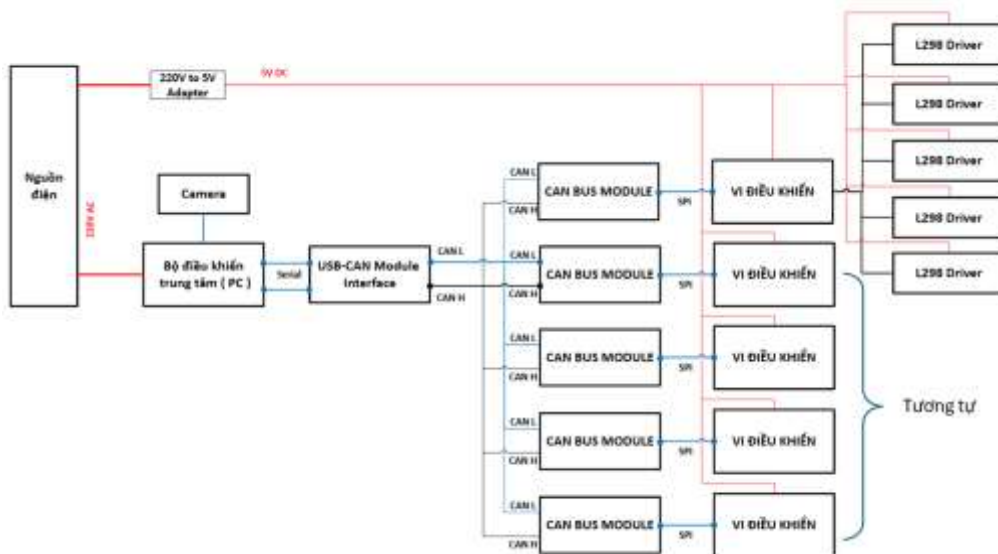 L298 Driver
220V to 5V
Adapter
5V DC
L298 Driver
L298 Driver
Nguồn
điện
Camera
CAN L
CAN H
CAN BUS MODULE
SPI
VI ĐIỀU KHIỂN
L298 Driver
220V AC
Bộ điều khiển
trung tâm ( PC )
Serial
USB-CAN Module
Interface
CAN L
CAN H
CAN L
CAN H
CAN BUS MODULE
SPI
VI ĐIỀU KHIỂN
L298 Driver
CAN L
CAN H
CAN BUS MODULE
SPI
VI ĐIỀU KHIỂN
Tương tự
CAN L
CAN H
CAN BUS MODULE
SPI
VI ĐIỀU KHIỂN
CAN L
CAN H
CAN BUS MODULE
SPI
VI ĐIỀU KHIỂN